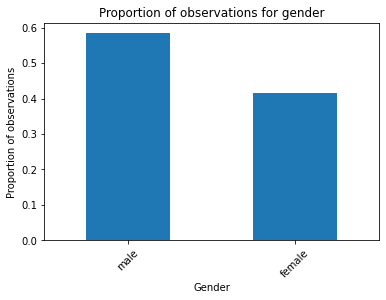 Proportion of observations for gender
Proportion of observations
0.6
0.5
0.4
0.3
0.2
0.1
0.0
male
female
Gender